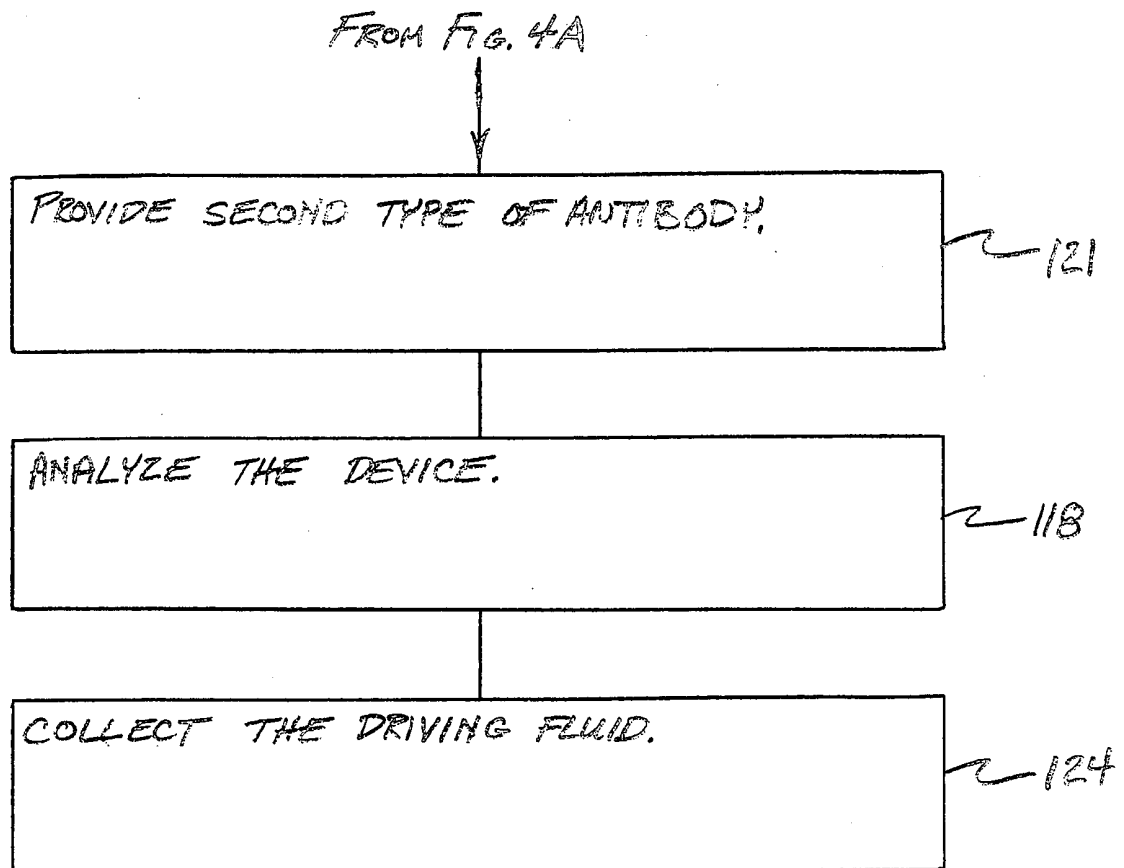 FROM FIG. 4A
PROVIDE SECOND TYPE OF ANTIBODY.
121
ANALYZE THE DEVICE.
118
COLLECT THE DRIVING FLUID.
124